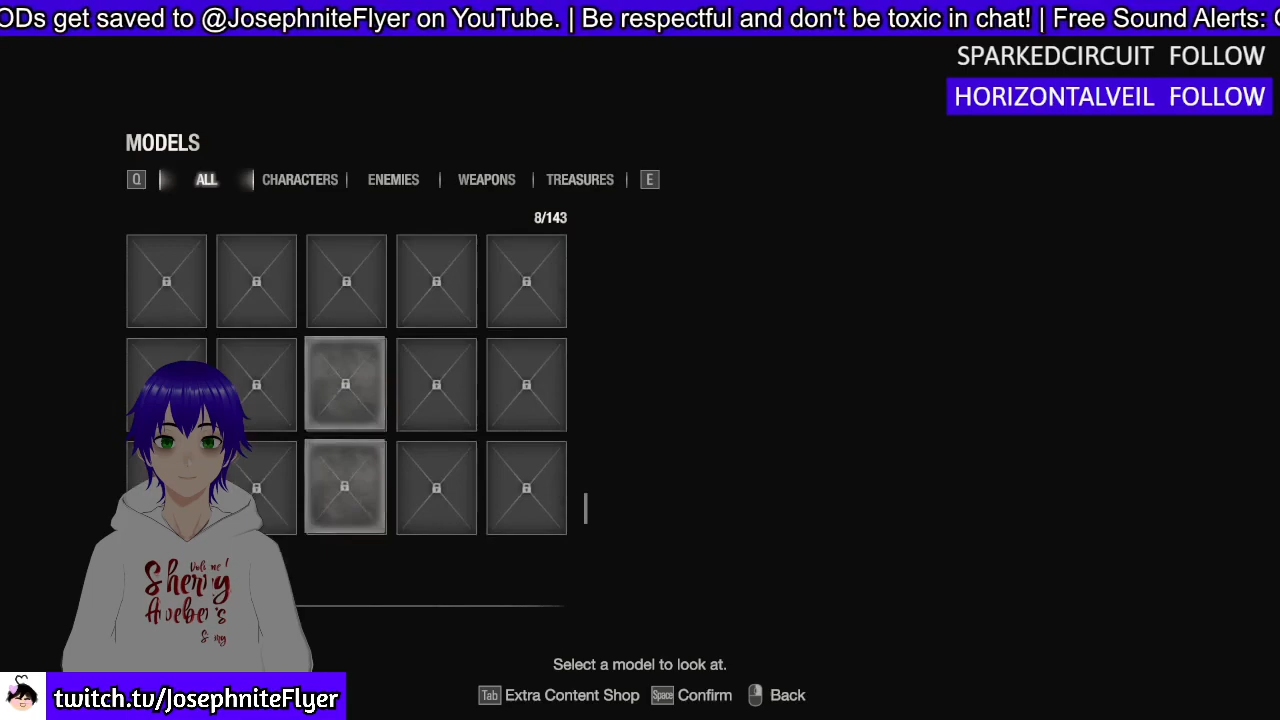 ODs get saved to @JosephniteFlyer on YouTube. | Be respectful and don't be toxic in chat! | Free Sound Alerts:
SPARKEDCIRCUIT FOLLOW
HORIZONTALVEIL FOLLOW
MODELS
Q ALL CHARACTERS ENEMIES WEAPONS TREASURES E
8/143
Sherry
Select a model to look at.
Tab Extra Content Shop Space Confirm Back
twitch.tv/JosephniteFlyer